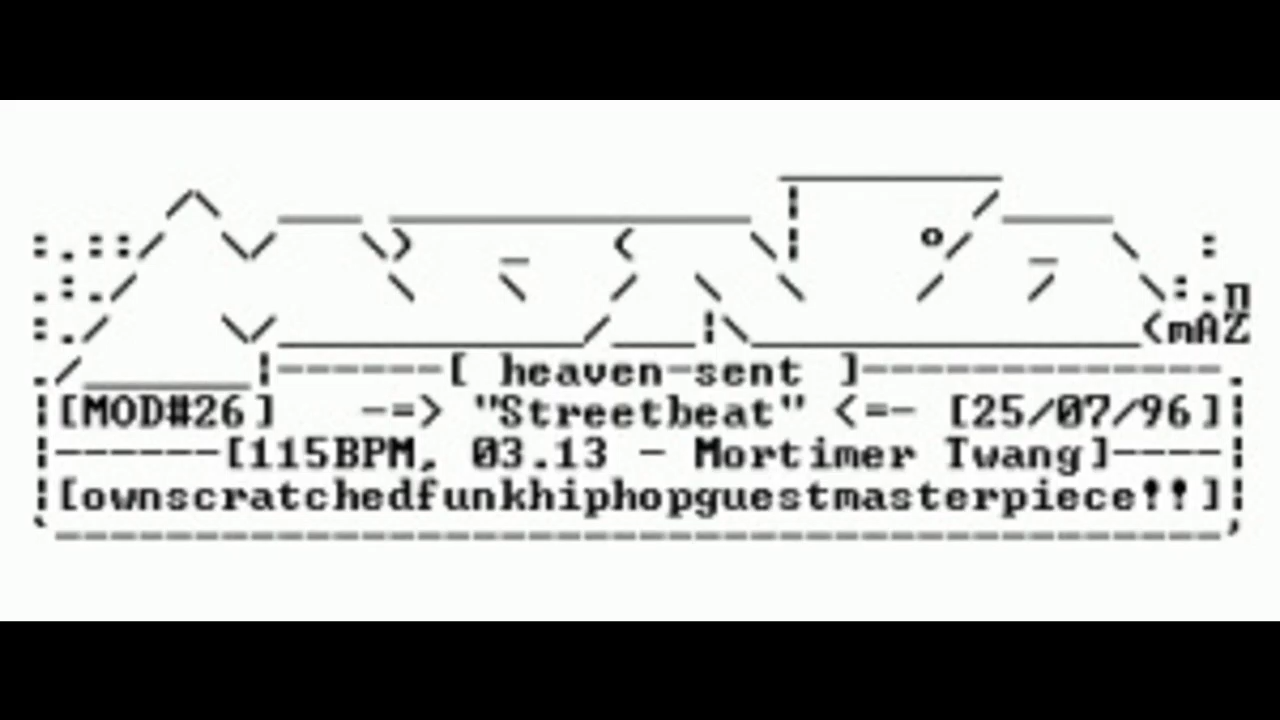 <mAZ
[ heaven-sent ]
[MOD#26] -=> "Streetbeat" <=- [25/07/96]
[115BPM, 03.13 - Mortimer Twang]
[ownscratchedfunkhiphopguestmasterpiece!!]